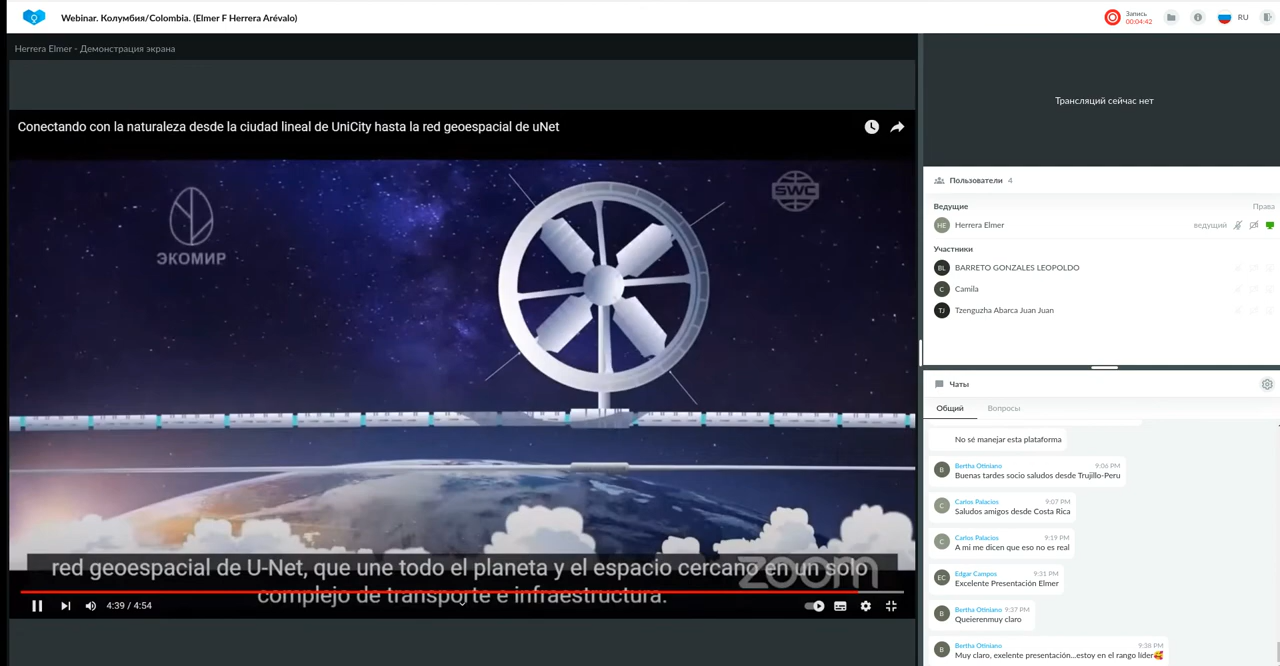 Webinar. Колумбия/Colombia. (Elmer F Herrera Arévalo)
Запись
00:04:42
RU
Herrera Elmer - Демонстрация экрана
Conectando con la naturaleza desde la ciudad lineal de UniCity hasta la red geoespacial de uNet
ЭКОМИР
SWC
red geoespacial de U-Net, que une todo el planeta y el espacio cercano en un solo
complejo de transporte e infraestructura.
zoom
4:39 / 4:54
Трансляций сейчас нет
Пользователи 4
Ведущие Права
HE Herrera Elmer ведущий
Участники
BL BARRETO GONZALES LEOPOLDO
C Camila
TJ Tzenguzha Abarca Juan Juan
Чаты
Общий Вопросы
No sé manejar esta plataforma
B Bertha Otiniano 9:06 PM
Buenas tardes socio saludos desde Trujillo-Peru
C Carlos Palacios 9:07 PM
Saludos amigos desde Costa Rica
C Carlos Palacios 9:19 PM
A mi me dicen que eso no es real
EC Edgar Campos 9:31 PM
Excelente Presentación Elmer
B Bertha Otiniano 9:37 PM
Queierenmuy claro
B Bertha Otiniano 9:38 PM
Muy claro, exelente presentación...estoy en el rango líder🥰